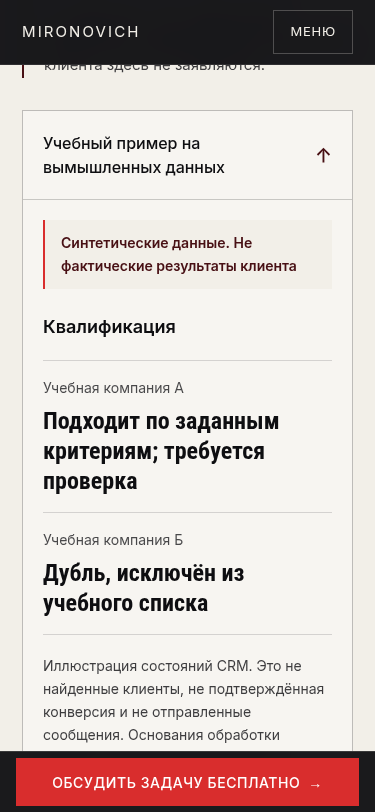 MIRONOVICH
МЕНЮ
клиента здесь не заявляются.
Учебный пример на
вымышленных данных
Синтетические данные. Не
фактические результаты клиента
Квалификация
Учебная компания А
Подходит по заданным
критериям; требуется
проверка
Учебная компания Б
Дубль, исключён из
учебного списка
Иллюстрация состояний CRM. Это не
найденные клиенты, не подтверждённая
конверсия и не отправленные
сообщения. Основания обработки
ОБСУДИТЬ ЗАДАЧУ БЕСПЛАТНО →